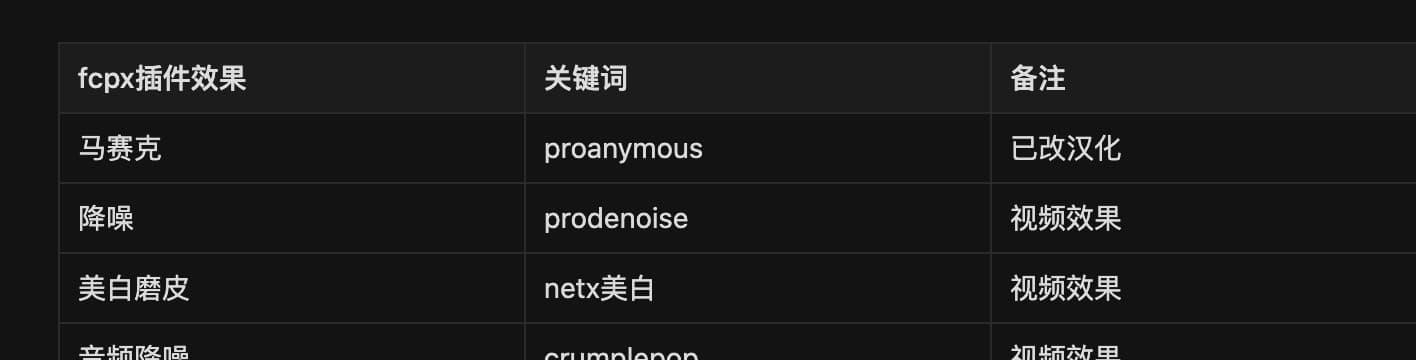 fcpx插件效果 关键词 备注
马赛克 proanymous 已改汉化
降噪 prodenoise 视频效果
美白磨皮 netx美白 视频效果
音频降噪 crumplepop 视频效果